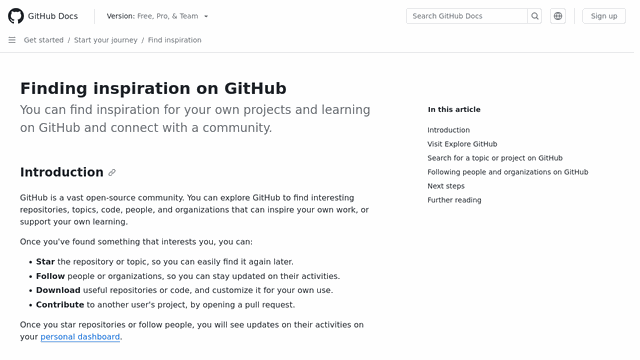 GitHub Docs
Version: Free, Pro, & Team
Search GitHub Docs
Sign up
Get started / Start your journey / Find inspiration
Finding inspiration on GitHub
You can find inspiration for your own projects and learning
on GitHub and connect with a community.
Introduction
GitHub is a vast open-source community. You can explore GitHub to find interesting
repositories, topics, code, people, and organizations that can inspire your own work, or
support your own learning.
Once you've found something that interests you, you can:
• Star the repository or topic, so you can easily find it again later.
• Follow people or organizations, so you can stay updated on their activities.
• Download useful repositories or code, and customize it for your own use.
• Contribute to another user's project, by opening a pull request.
Once you star repositories or follow people, you will see updates on their activities on
your personal dashboard.
In this article
Introduction
Visit Explore GitHub
Search for a topic or project on GitHub
Following people and organizations on GitHub
Next steps
Further reading